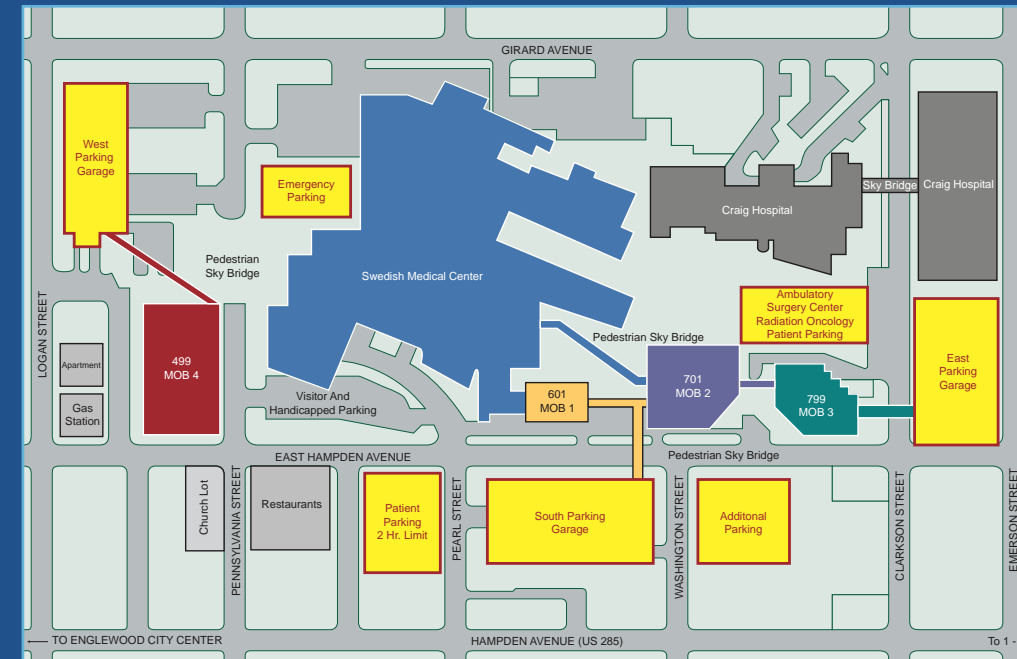 GIRARD AVENUE
West
Parking
Garage
Emergency
Parking
Sky Bridge
Craig Hospital
Craig Hospital
Pedestrian
Sky Bridge
Swedish Medical Center
Ambulatory
Surgery Center
Radiation Oncology
Patient Parking
LOGAN STREET
Pedestrian Sky Bridge
Apartment
499
MOB 4
701
MOB 2
East
Parking
Garage
Gas
Station
Visitor And
Handicapped Parking
601
MOB 1
799
MOB 3
EAST HAMPDEN AVENUE
Pedestrian Sky Bridge
Church Lot
PENNSYLVANIA STREET
Restaurants
Patient
Parking
2 Hr. Limit
PEARL STREET
South Parking
Garage
WASHINGTON STREET
Additonal
Parking
CLARKSON STREET
EMERSON STREET
TO ENGLEWOOD CITY CENTER
HAMPDEN AVENUE (US 285)
To 1 -